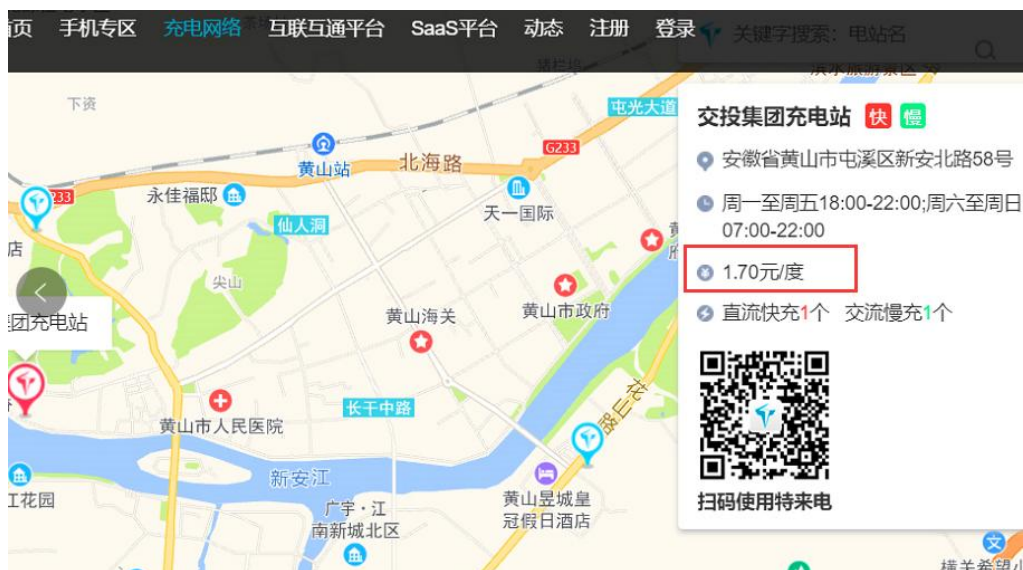 首页 手机专区 充电网络 互联互通平台 SaaS平台 动态 注册 登录
关键字搜索：电站名
滨水旅游景区
下资
屯光大道
交投集团充电站 快 慢
安徽省黄山市屯溪区新安北路58号
周一至周五18:00-22:00;周六至周日
07:00-22:00
1.70元/度
直流快充1个 交流慢充1个
扫码使用特来电
黄山站
北海路
G233
233
永佳福邸
天一国际
仙人洞
店
尖山
黄山海关
黄山市政府
集团充电站
长干中路
花山路
黄山市人民医院
新安江
江花园
广宇·江
南新城北区
黄山昱城皇
冠假日酒店